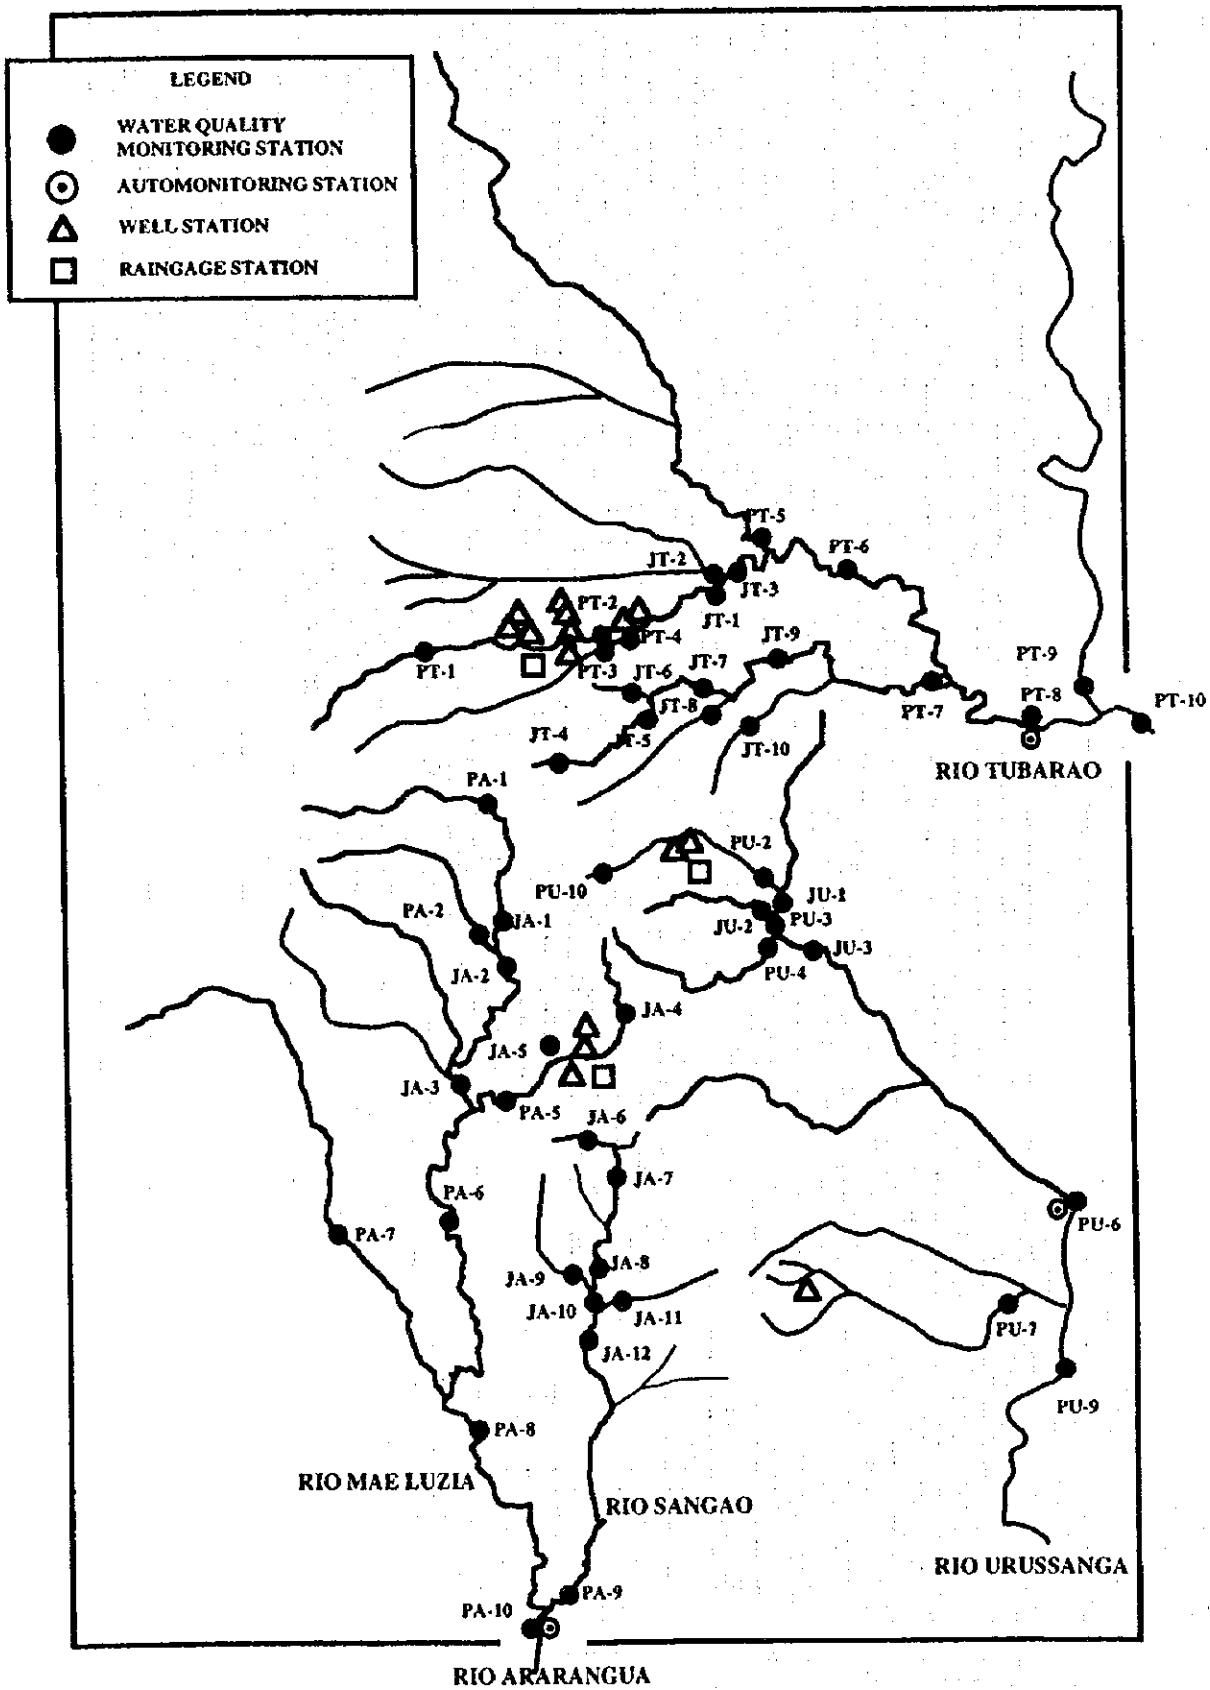 LEGEND
WATER QUALITY
MONITORING STATION
AUTOMONITORING STATION
WELL STATION
RAINGAGE STATION
PT-5
PT-6
JT-2
JT-3
PT-2
JT-1
PT-4
JT-9
PT-1
PT-3
JT-6
JT-7
PT-9
JT-8
PT-7
PT-8
PT-10
JT-4
JT-5
JT-10
RIO TUBARAO
PA-1
PU-2
PU-10
JU-1
PA-2
JA-1
JU-2
PU-3
JU-3
JA-2
PU-4
JA-4
JA-5
JA-3
PA-5
JA-6
JA-7
PA-6
PA-7
PU-6
JA-8
JA-9
JA-10
JA-11
PU-7
JA-12
PU-9
PA-8
RIO MAE LUZIA
RIO SANGAO
RIO URUSSANGA
PA-9
PA-10
RIO ARARANGUA